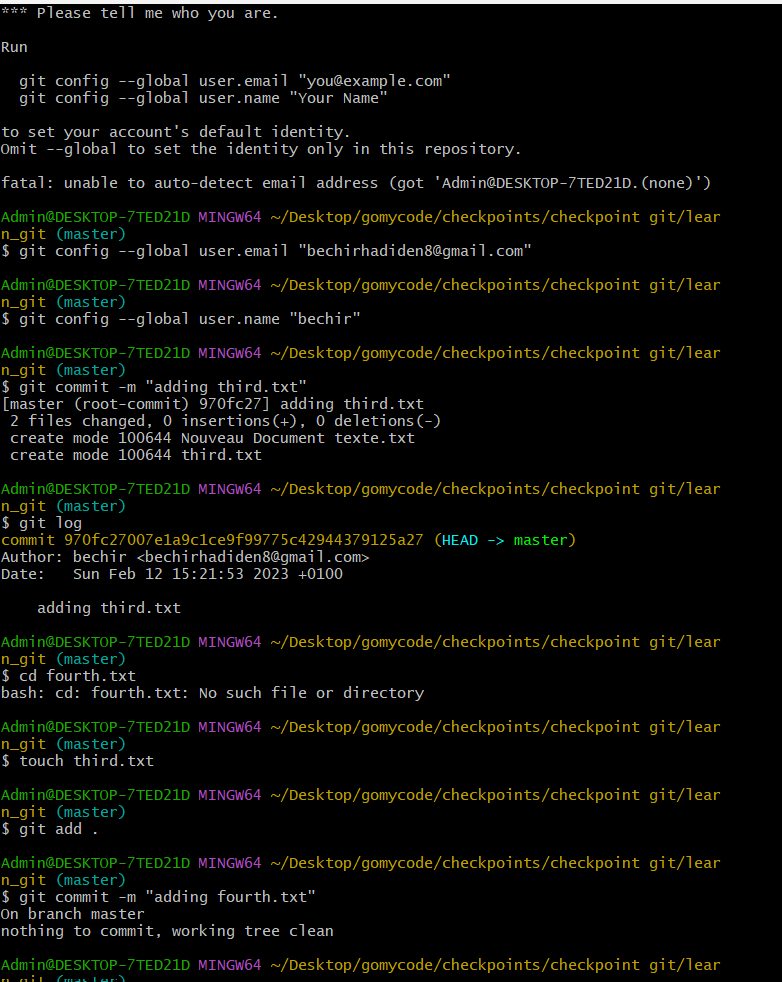 *** Please tell me who you are.
Run
git config --global user.email "you@example.com"
git config --global user.name "Your Name"
to set your account's default identity.
Omit --global to set the identity only in this repository.
fatal: unable to auto-detect email address (got 'Admin@DESKTOP-7TED21D.(none)')
Admin@DESKTOP-7TED21D MINGW64 ~/Desktop/gomycode/checkpoints/checkpoint git/lear
n_git (master)
$ git config --global user.email "bechirhadiden8@gmail.com"
Admin@DESKTOP-7TED21D MINGW64 ~/Desktop/gomycode/checkpoints/checkpoint git/lear
n_git (master)
$ git config --global user.name "bechir"
Admin@DESKTOP-7TED21D MINGW64 ~/Desktop/gomycode/checkpoints/checkpoint git/lear
n_git (master)
$ git commit -m "adding third.txt"
[master (root-commit) 970fc27] adding third.txt
2 files changed, 0 insertions(+), 0 deletions(-)
create mode 100644 Nouveau Document texte.txt
create mode 100644 third.txt
Admin@DESKTOP-7TED21D MINGW64 ~/Desktop/gomycode/checkpoints/checkpoint git/lear
n_git (master)
$ git log
commit 970fc27007e1a9c1ce9f99775c42944379125a27 (HEAD -> master)
Author: bechir <bechirhadiden8@gmail.com>
Date:   Sun Feb 12 15:21:53 2023 +0100
adding third.txt
Admin@DESKTOP-7TED21D MINGW64 ~/Desktop/gomycode/checkpoints/checkpoint git/lear
n_git (master)
$ cd fourth.txt
bash: cd: fourth.txt: No such file or directory
Admin@DESKTOP-7TED21D MINGW64 ~/Desktop/gomycode/checkpoints/checkpoint git/lear
n_git (master)
$ touch third.txt
Admin@DESKTOP-7TED21D MINGW64 ~/Desktop/gomycode/checkpoints/checkpoint git/lear
n_git (master)
$ git add .
Admin@DESKTOP-7TED21D MINGW64 ~/Desktop/gomycode/checkpoints/checkpoint git/lear
n_git (master)
$ git commit -m "adding fourth.txt"
On branch master
nothing to commit, working tree clean
Admin@DESKTOP-7TED21D MINGW64 ~/Desktop/gomycode/checkpoints/checkpoint git/lear
n_git (master)